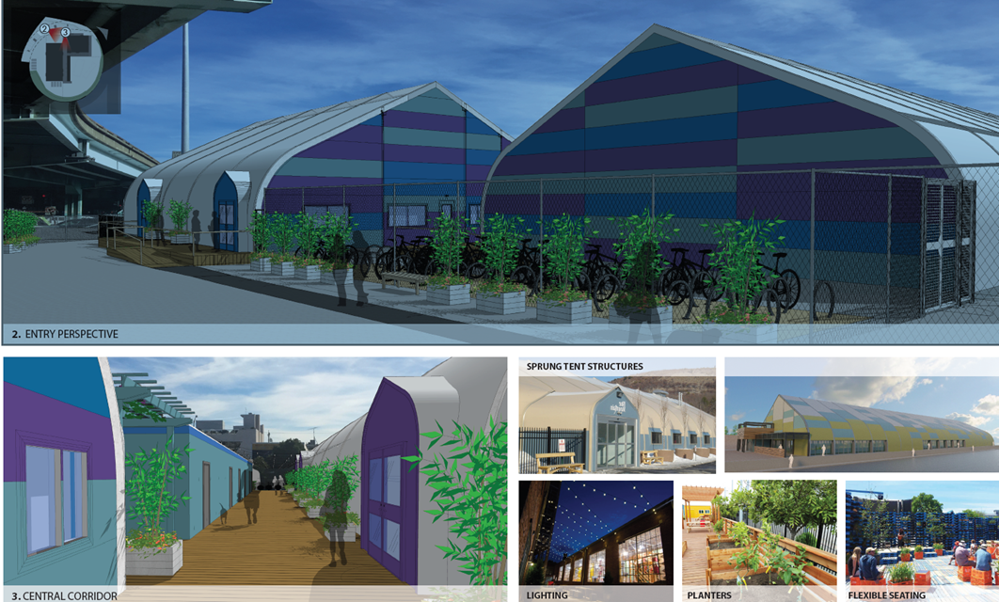 2 3
2. ENTRY PERSPECTIVE
SPRUNG TENT STRUCTURES
3. CENTRAL CORRIDOR
LIGHTING
PLANTERS
FLEXIBLE SEATING